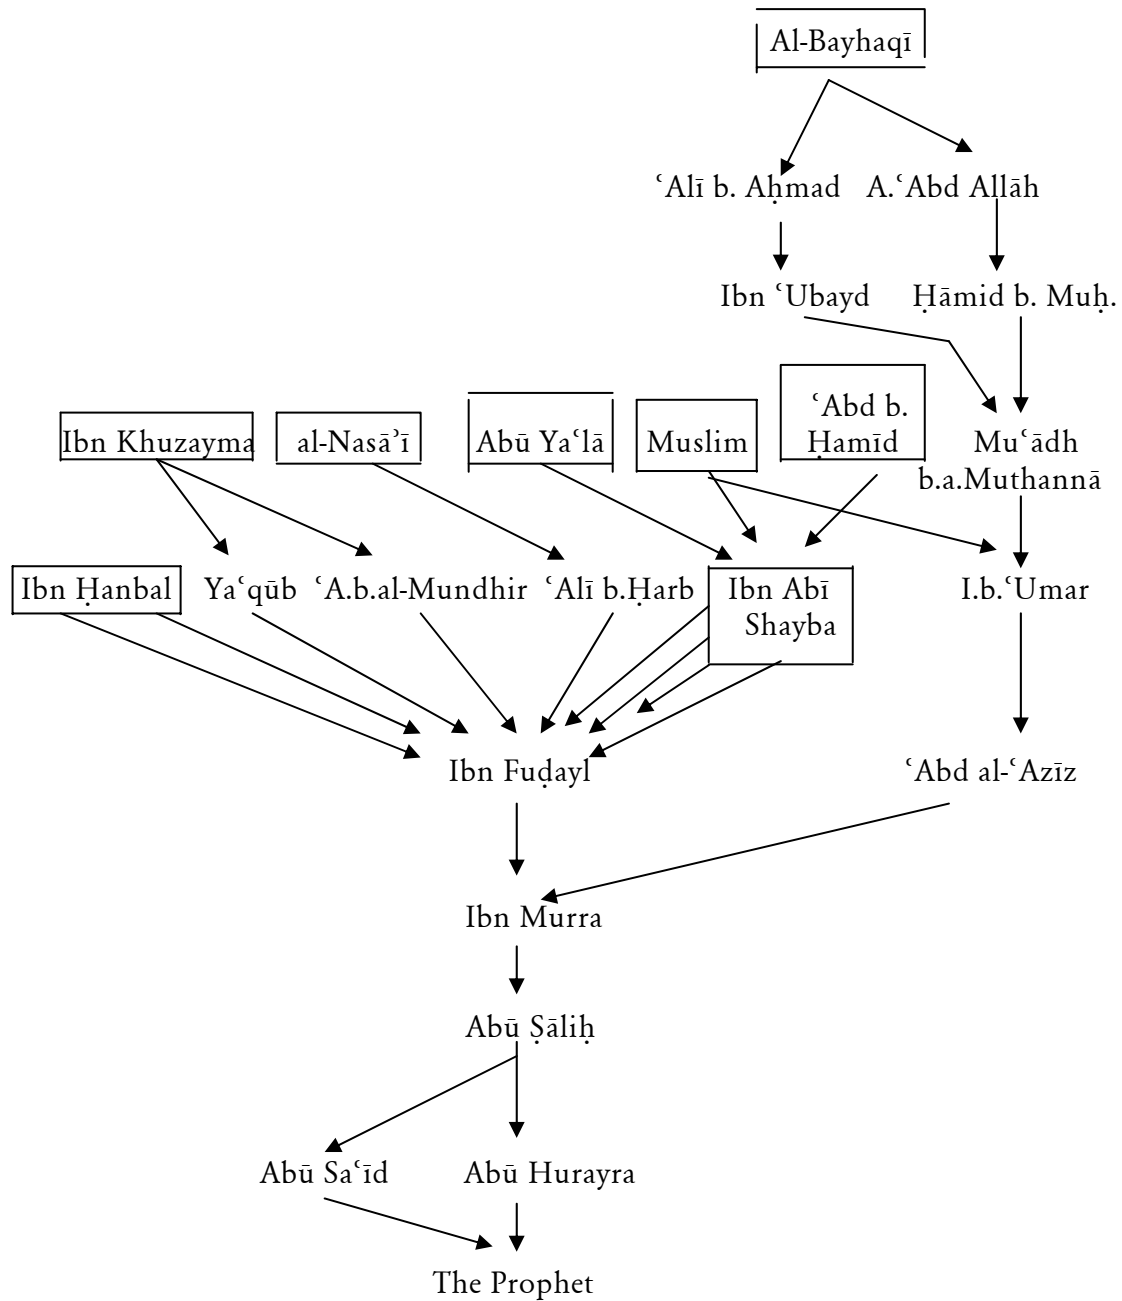 Al-Bayhaqī
ʿAlī b. Aḥmad
A.ʿAbd Allāh
Ibn ʿUbayd
Ḥāmid b. Muḥ.
Ibn Khuzayma
al-Nasāʾī
Abū Yaʿlā
Muslim
ʿAbd b.
Ḥamīd
Muʿādh
b.a.Muthannā
Ibn Ḥanbal
Yaʿqūb
ʿA.b.al-Mundhir
ʿAlī b.Ḥarb
Ibn Abī
Shayba
I.b.ʿUmar
Ibn Fuḍayl
ʿAbd al-ʿAzīz
Ibn Murra
Abū Ṣāliḥ
Abū Saʿīd
Abū Hurayra
The Prophet